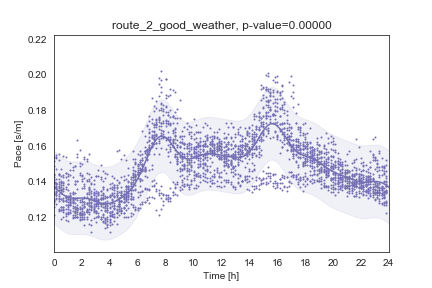 route_2_good_weather, p-value=0.00000
0.22
0.20
0.18
0.16
0.14
0.12
Pace [s/m]
0 2 4 6 8 10 12 14 16 18 20 22 24
Time [h]